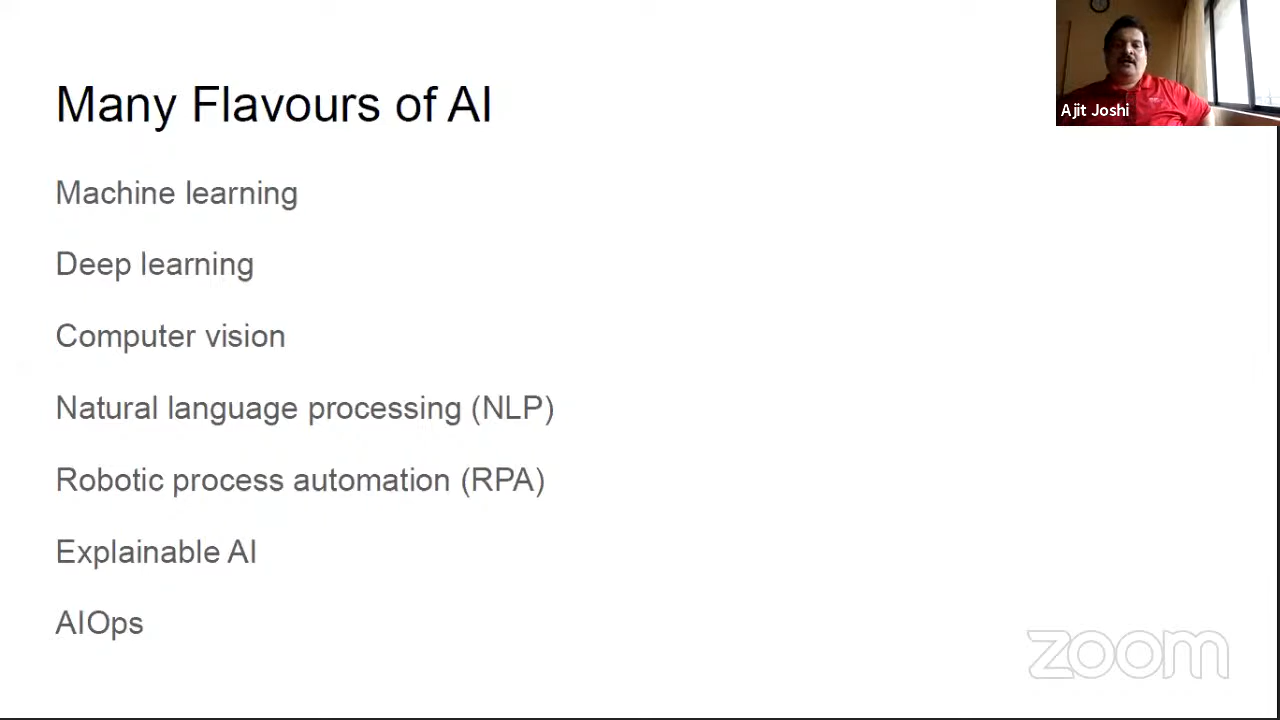 Many Flavours of AI
Machine learning
Deep learning
Computer vision
Natural language processing (NLP)
Robotic process automation (RPA)
Explainable AI
AIOps
Ajit Joshi
zoom